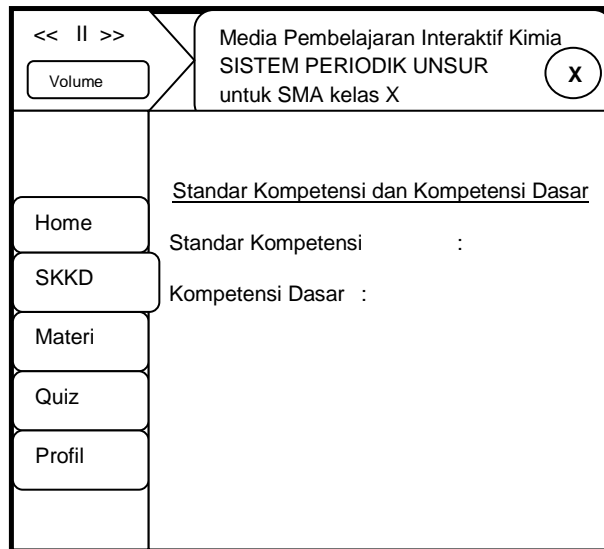 << II >>
Volume
Media Pembelajaran Interaktif Kimia
SISTEM PERIODIK UNSUR
untuk SMA kelas X
X
Standar Kompetensi dan Kompetensi Dasar
Home
Standar Kompetensi :
SKKD
Kompetensi Dasar :
Materi
Quiz
Profil